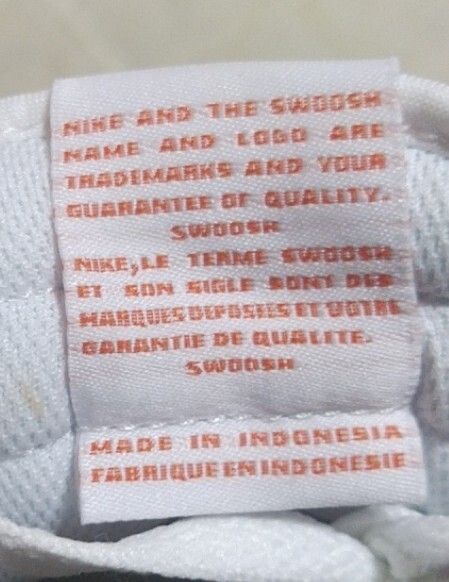 NIKE AND THE SWOOSH
NAME AND LOGO ARE
TRADEMARKS AND YOUR
GUARANTEE OF QUALITY.
SWOOSH
NIKE,LE TERME SWOOSH
ET SON SIGLE SONT DES
MARQUES DEPOSIES ET VOTRE
GARANTIE DE QUALITE.
SWOOSH
MADE IN INDONESIA
FABRIQUE EN INDONESIE